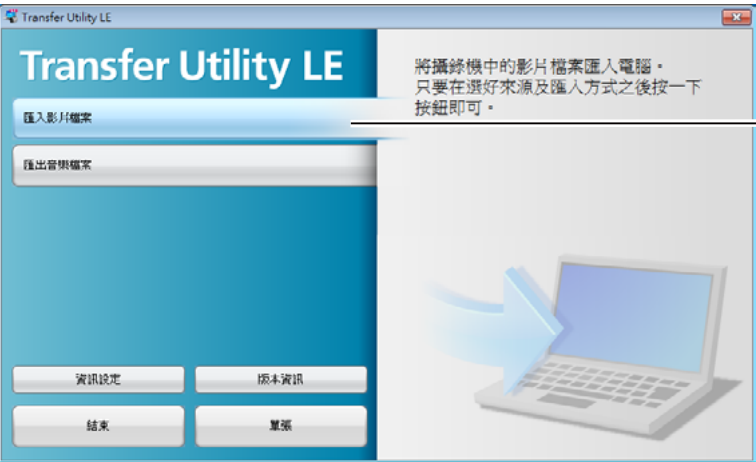 Transfer Utility LE
Transfer Utility LE
匯入影片檔案
匯出音樂檔案
將攝錄機中的影片檔案匯入電腦。
只要在選好來源及匯入方式之後按一下
按鈕即可。
資訊設定
版本資訊
結束
單張